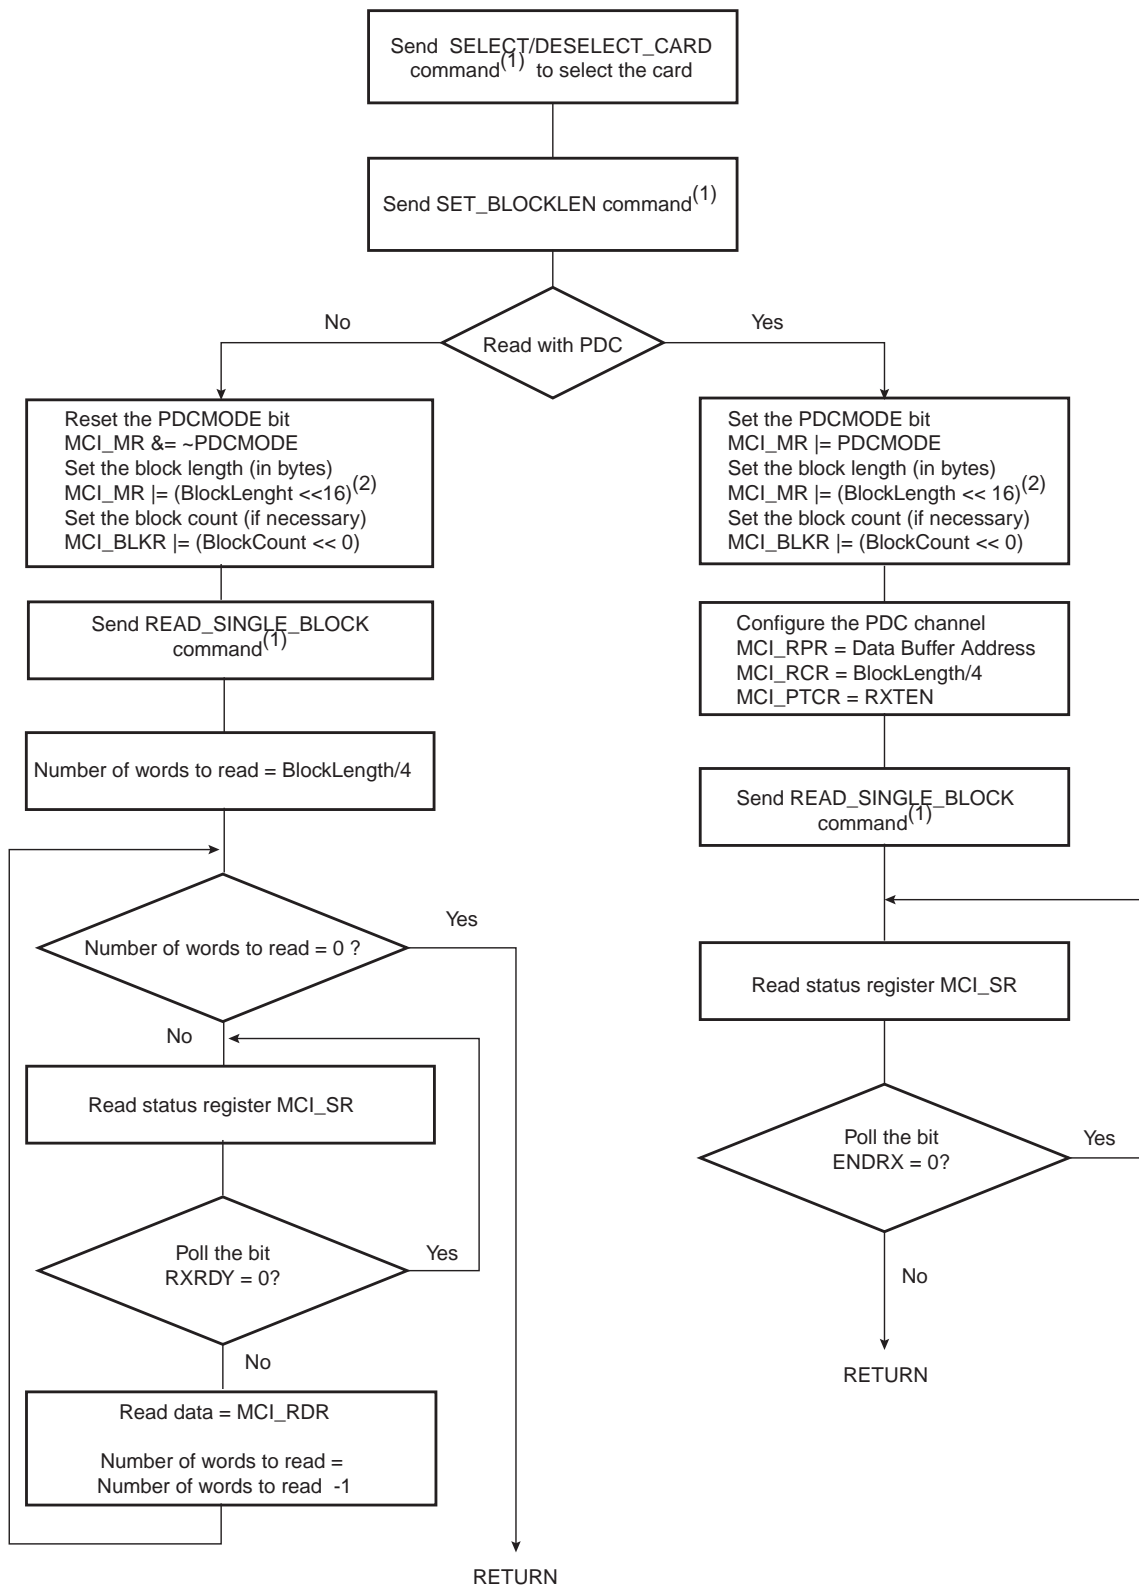 Send SELECT/DESELECT_CARD
command(1) to select the card
Send SET_BLOCKLEN command(1)
No
Yes
Read with PDC
Reset the PDCMODE bit
MCI_MR &= ~PDCMODE
Set the block length (in bytes)
MCI_MR |= (BlockLenght <<16)(2)
Set the block count (if necessary)
MCI_BLKR |= (BlockCount << 0)
Set the PDCMODE bit
MCI_MR |= PDCMODE
Set the block length (in bytes)
MCI_MR |= (BlockLength << 16)(2)
Set the block count (if necessary)
MCI_BLKR |= (BlockCount << 0)
Send READ_SINGLE_BLOCK
command(1)
Configure the PDC channel
MCI_RPR = Data Buffer Address
MCI_RCR = BlockLength/4
MCI_PTCR = RXTEN
Number of words to read = BlockLength/4
Send READ_SINGLE_BLOCK
command(1)
Number of words to read = 0 ?
Yes
No
Read status register MCI_SR
Read status register MCI_SR
Poll the bit
RXRDY = 0?
Yes
Poll the bit
ENDRX = 0?
Yes
No
No
Read data = MCI_RDR
Number of words to read =
Number of words to read -1
RETURN
RETURN